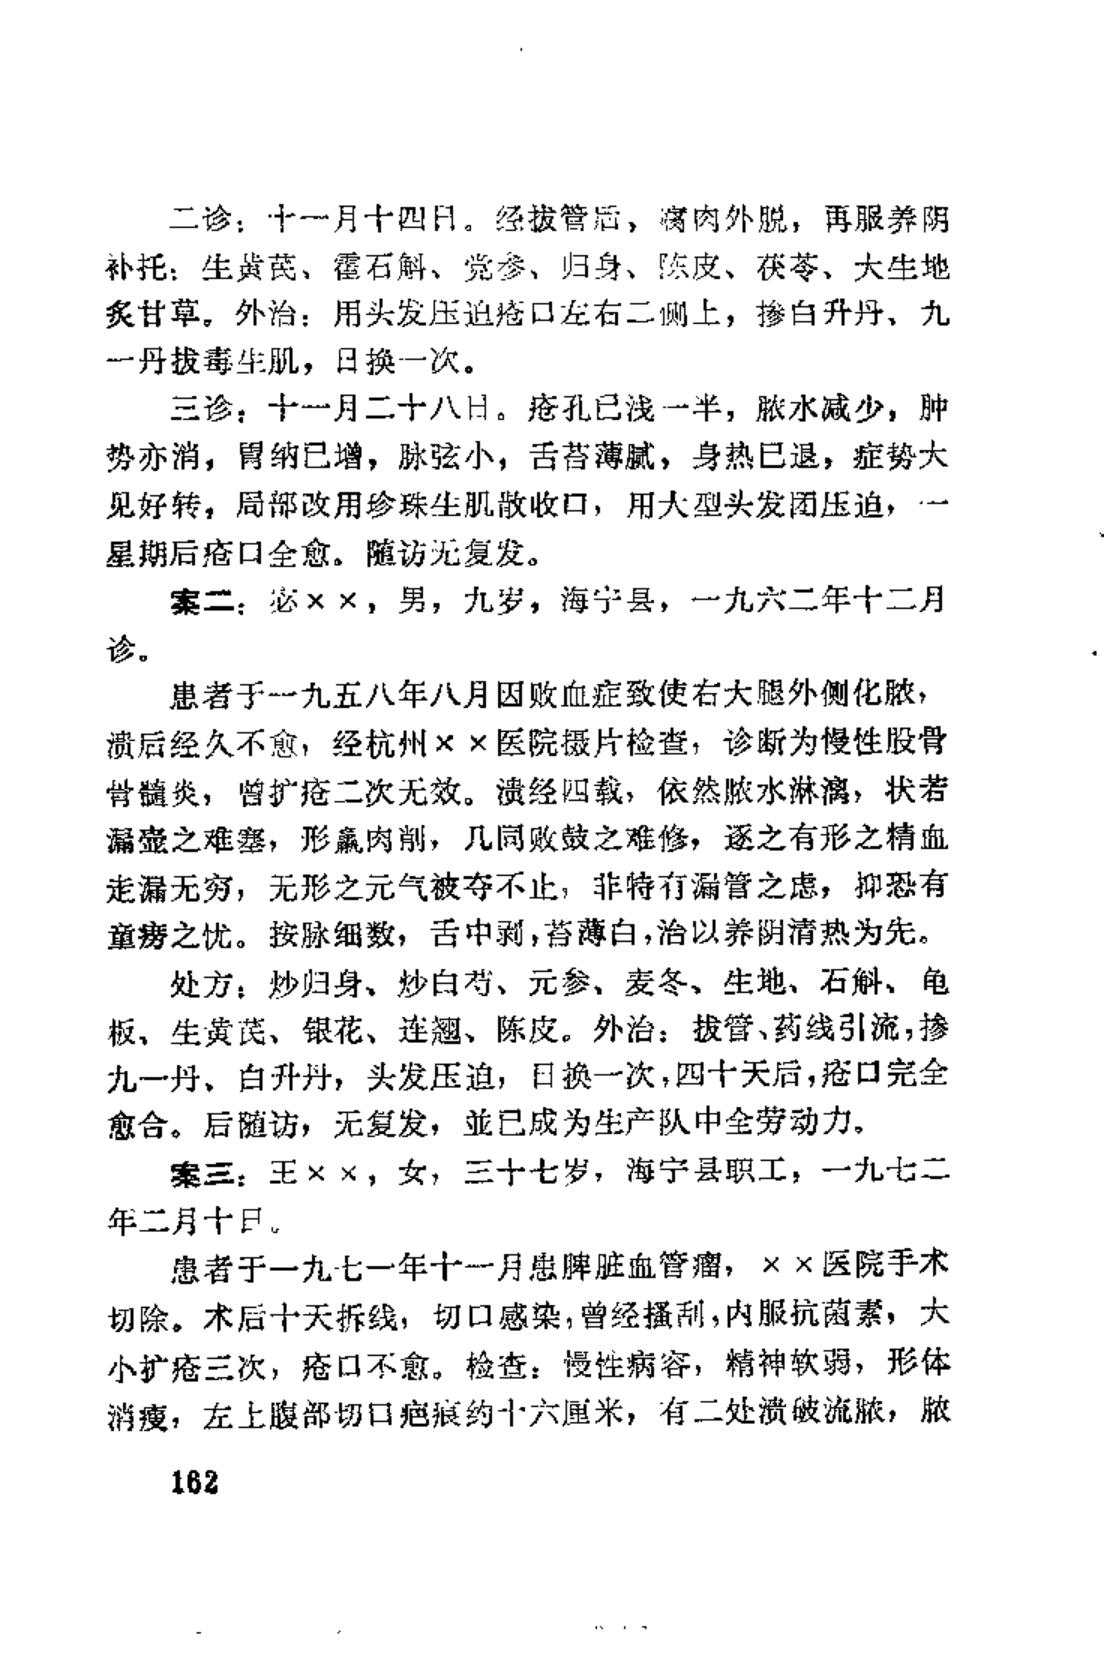 二诊：十一月十四日。经拔管后，腐肉外脱，再服养阴
补托：生黄芪、霍石斛、党参、归身、陈皮、茯苓、大生地
炙甘草。外治：用头发压迫疮口左右二侧上，掺白升丹、九
一丹拔毒生肌，日换一次。
三诊：十一月二十八日。疮孔已浅一半，脓水减少，肿
势亦消，胃纳已增，脉弦小，舌苔薄腻，身热已退，症势大
见好转，局部改用珍珠生肌散收口，用大型头发团压迫，一
星期后疮口全愈。随访无复发。
案二：宓××，男，九岁，海宁县，一九六二年十二月
诊。
患者于一九五八年八月因败血症致使右大腿外侧化脓，
溃后经久不愈，经杭州××医院摄片检查，诊断为慢性股骨
骨髓炎，曾扩疮二次无效。溃经四载，依然脓水淋漓，状若
漏壶之难塞，形羸肉削，几同败鼓之难修，逐之有形之精血
走漏无穷，无形之元气被夺不止，非特有漏管之虑，抑恐有
童痨之忧。按脉细数，舌中剥，苔薄白，治以养阴清热为先。
处方：炒归身、炒白芍、元参、麦冬、生地、石斛、龟
板、生黄芪、银花、连翘、陈皮。外治：拔管、药线引流，掺
九一丹、白升丹，头发压迫，日换一次，四十天后，疮口完全
愈合。后随访，无复发，並已成为生产队中全劳动力。
案三：王××，女，三十七岁，海宁县职工，一九七二
年二月十日。
患者于一九七一年十一月患脾脏血管瘤，××医院手术
切除。术后十天拆线，切口感染，曾经搔刮，内服抗菌素，大
小扩疮三次，疮口不愈。检查：慢性病容，精神软弱，形体
消瘦，左上腹部切口疤痕约十六厘米，有二处溃破流脓，脓
162